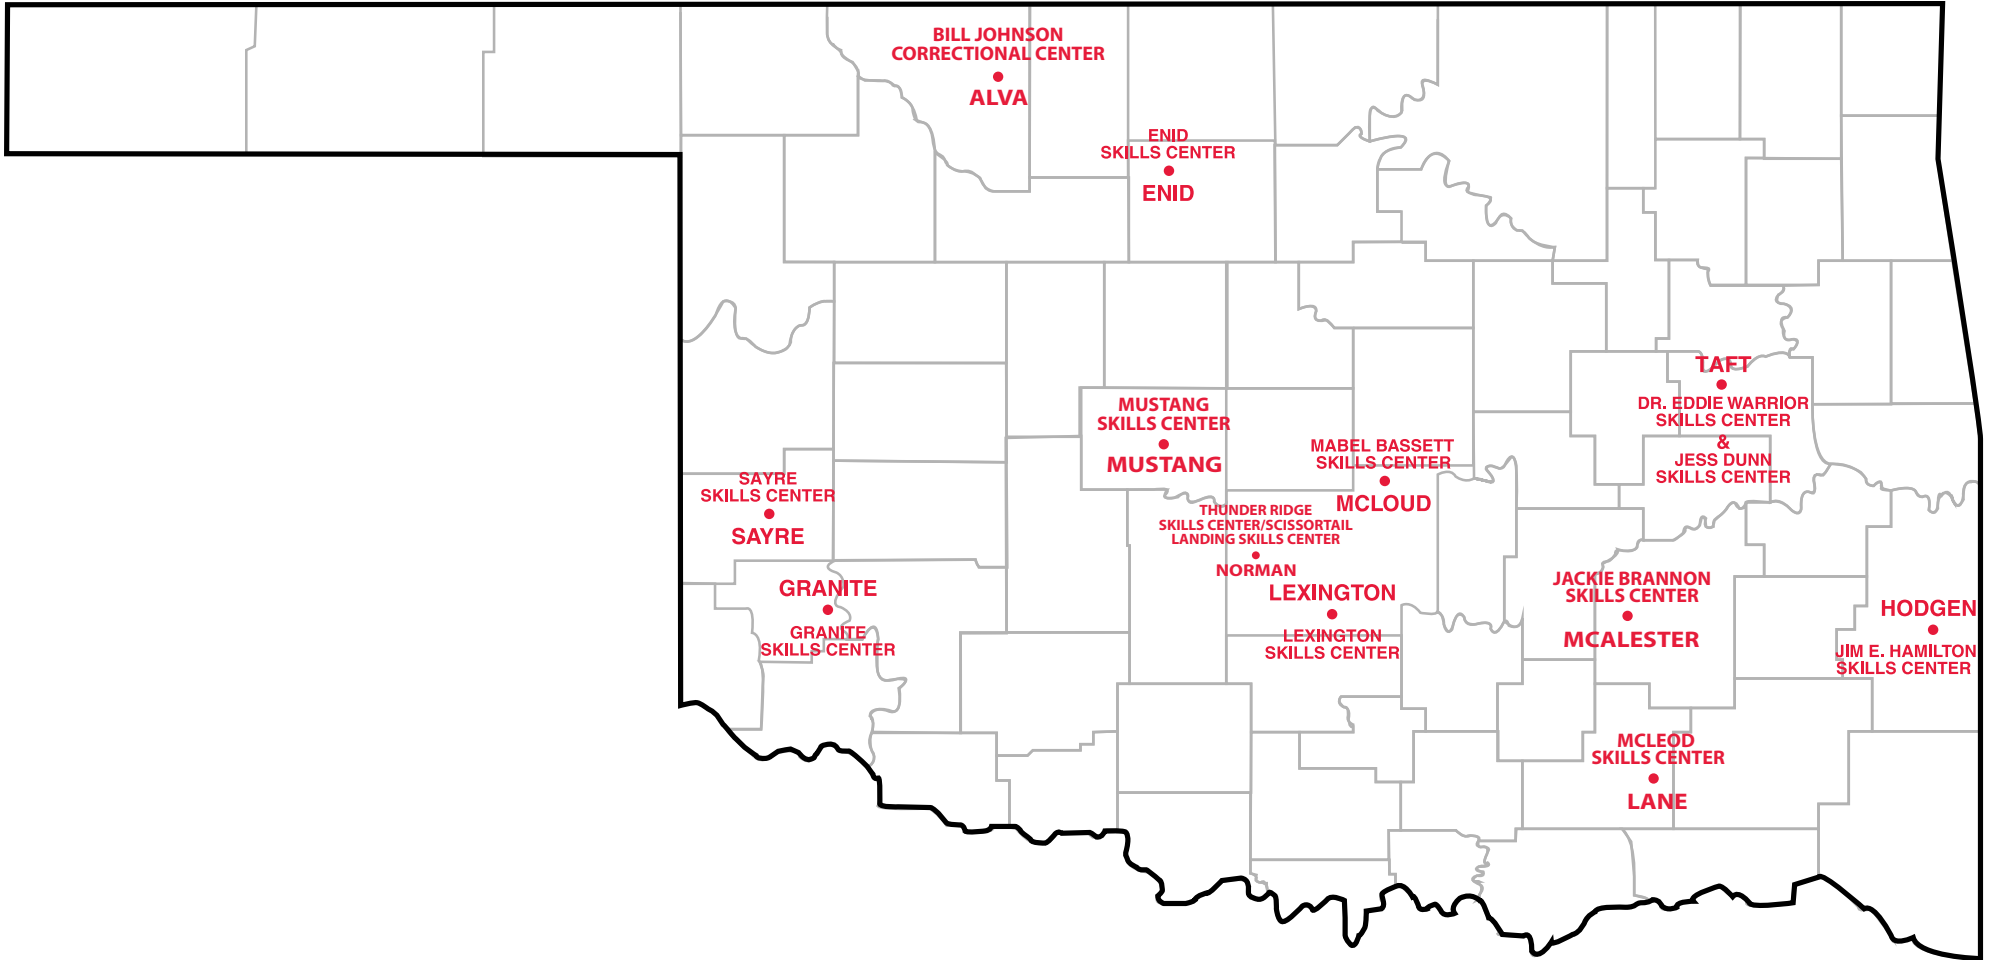 BILL JOHNSON
CORRECTIONAL CENTER
ALVA
ENID
SKILLS CENTER
ENID
TAFT
DR. EDDIE WARRIOR
SKILLS CENTER
&
JESS DUNN
SKILLS CENTER
MUSTANG
SKILLS CENTER
MUSTANG
MABEL BASSETT
SKILLS CENTER
MCLOUD
SAYRE
SKILLS CENTER
SAYRE
THUNDER RIDGE
SKILLS CENTER/SCISSORTAIL
LANDING SKILLS CENTER
NORMAN
GRANITE
GRANITE
SKILLS CENTER
LEXINGTON
LEXINGTON
SKILLS CENTER
JACKIE BRANNON
SKILLS CENTER
MCALESTER
HODGEN
JIM E. HAMILTON
SKILLS CENTER
MCLEOD
SKILLS CENTER
LANE